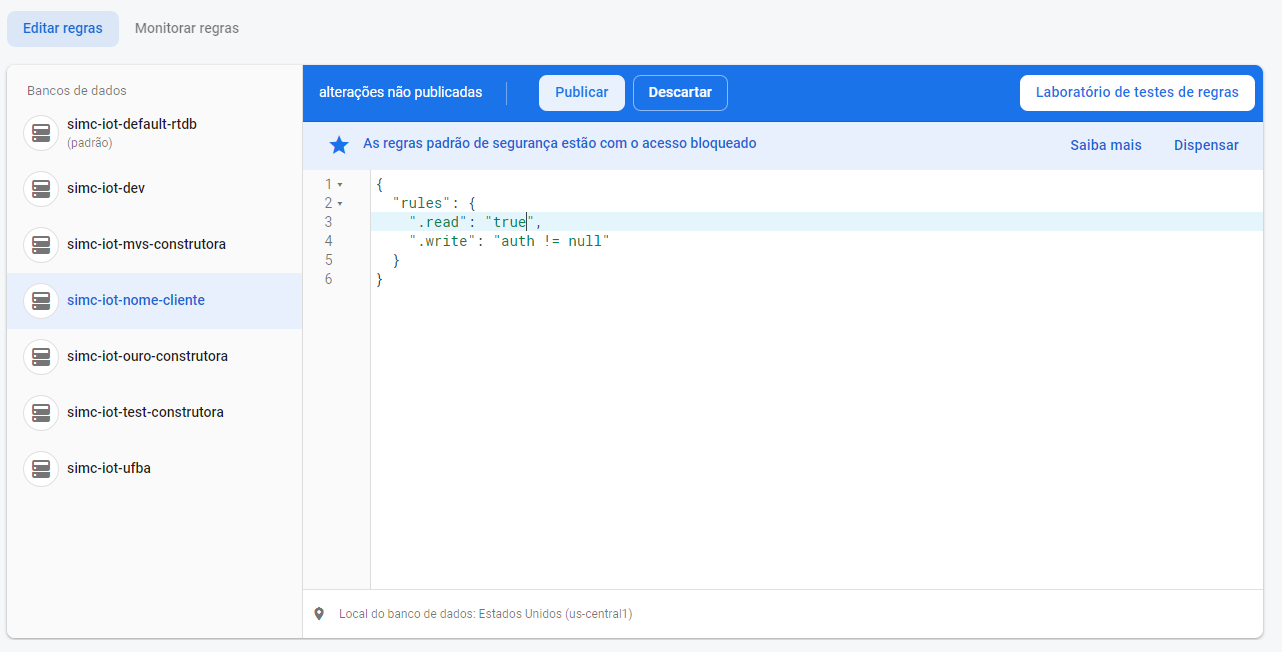 Editar regras
Monitorar regras
Bancos de dados
simc-iot-default-rtdb
(padrão)
simc-iot-dev
simc-iot-mvs-construtora
simc-iot-nome-cliente
simc-iot-ouro-construtora
simc-iot-test-construtora
simc-iot-ufba
alterações não publicadas
Publicar
Descartar
Laboratório de testes de regras
As regras padrão de segurança estão com o acesso bloqueado
Saiba mais
Dispensar
1 {
2   "rules": {
3     ".read": "true",
4     ".write": "auth != null"
5   }
6 }
Local do banco de dados: Estados Unidos (us-central1)